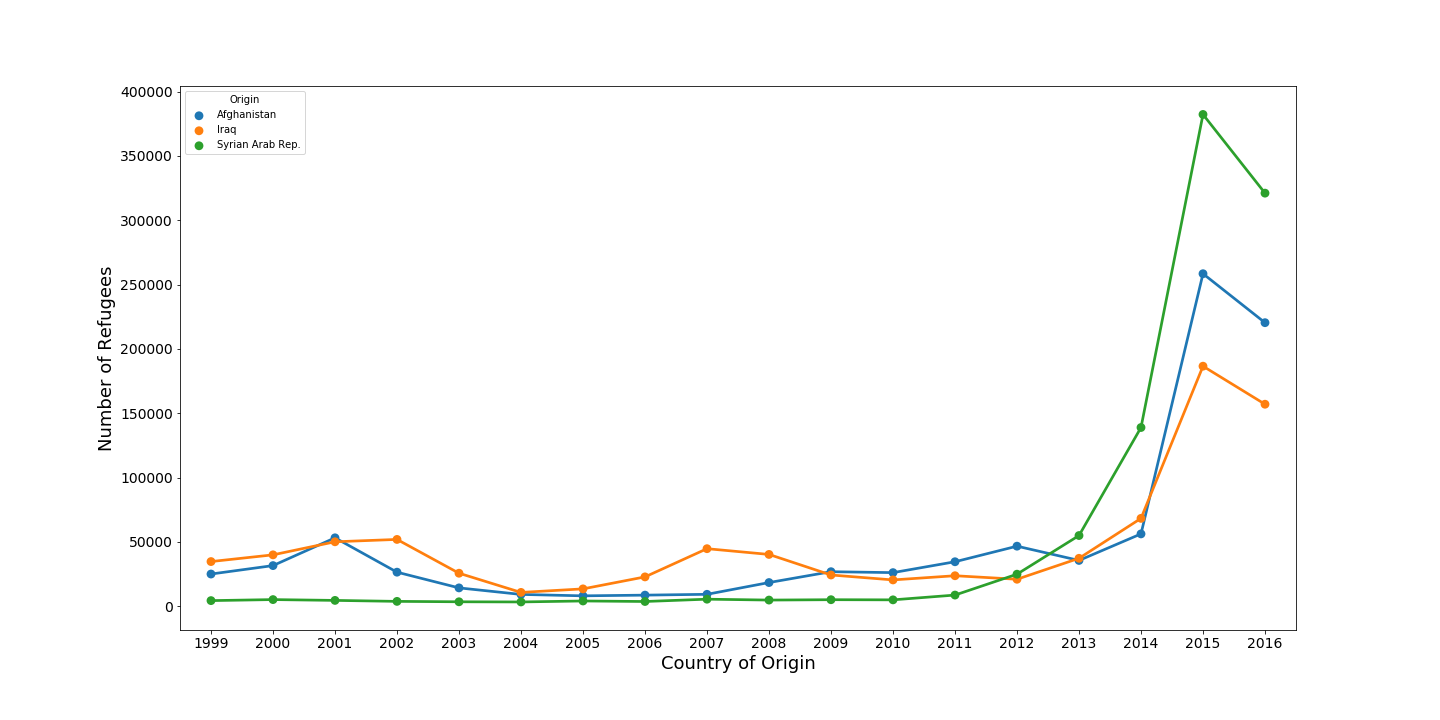 Origin
Afghanistan
Iraq
Syrian Arab Rep.
400000
350000
300000
250000
200000
150000
100000
50000
0
Number of Refugees
1999 2000 2001 2002 2003 2004 2005 2006 2007 2008 2009 2010 2011 2012 2013 2014 2015 2016
Country of Origin